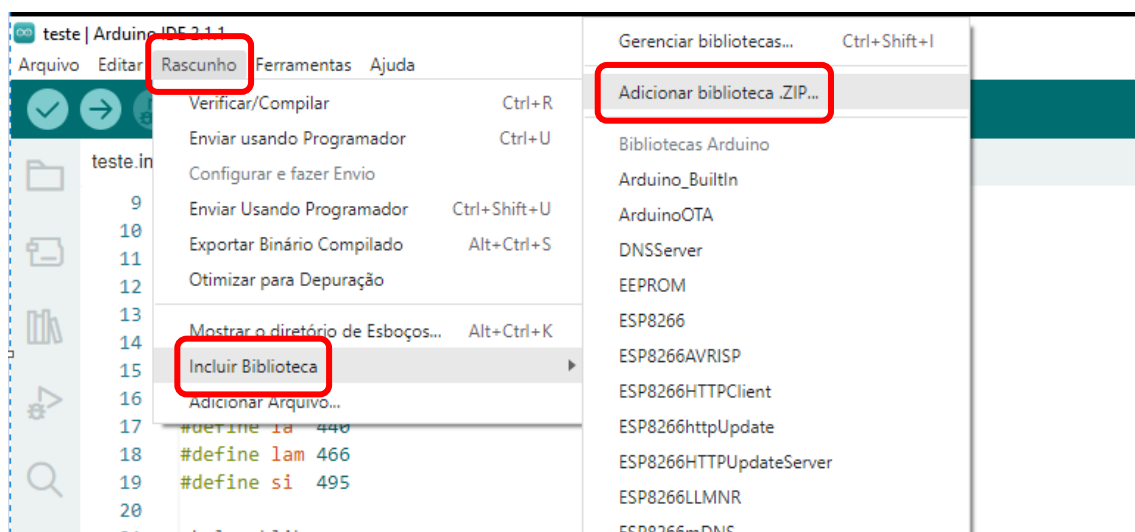 teste | Arduino IDE 2.1.1
Arquivo Editar Rascunho Ferramentas Ajuda
Verificar/Compilar Ctrl+R
Enviar usando Programador Ctrl+U
Configurar e fazer Envio
Enviar Usando Programador Ctrl+Shift+U
Exportar Binário Compilado Alt+Ctrl+S
Otimizar para Depuração
Mostrar o diretório de Esboços... Alt+Ctrl+K
Incluir Biblioteca
Adicionar Arquivo...
Gerenciar bibliotecas... Ctrl+Shift+I
Adicionar biblioteca .ZIP...
Bibliotecas Arduino
Arduino_BuiltIn
ArduinoOTA
DNSServer
EEPROM
ESP8266
ESP8266AVRISP
ESP8266HTTPClient
ESP8266httpUpdate
ESP8266HTTPUpdateServer
ESP8266LLMNR
ESP8266mDNS
teste.in
9
10
11
12
13
14
15
16
17 #define la 440
18 #define lam 466
19 #define si 495
20